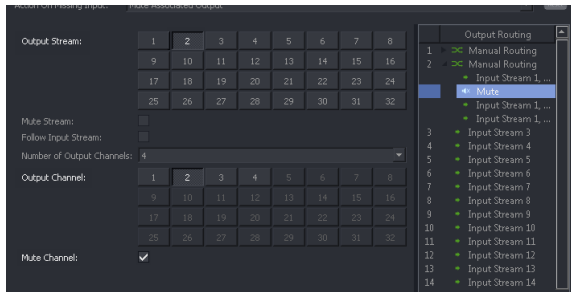 Action On Missing Input: Mute Associated Output
Output Stream:
1 2 3 4 5 6 7 8
9 10 11 12 13 14 15 16
17 18 19 20 21 22 23 24
25 26 27 28 29 30 31 32
Mute Stream:
Follow Input Stream:
Number of Output Channels: 4
Output Channel:
1 2 3 4 5 6 7 8
9 10 11 12 13 14 15 16
17 18 19 20 21 22 23 24
25 26 27 28 29 30 31 32
Mute Channel:
Output Routing
1 Manual Routing
2 Manual Routing
Input Stream 1, ...
Mute
Input Stream 1, ...
Input Stream 1, ...
3 Input Stream 3
4 Input Stream 4
5 Input Stream 5
6 Input Stream 6
7 Input Stream 7
8 Input Stream 8
9 Input Stream 9
10 Input Stream 10
11 Input Stream 11
12 Input Stream 12
13 Input Stream 13
14 Input Stream 14